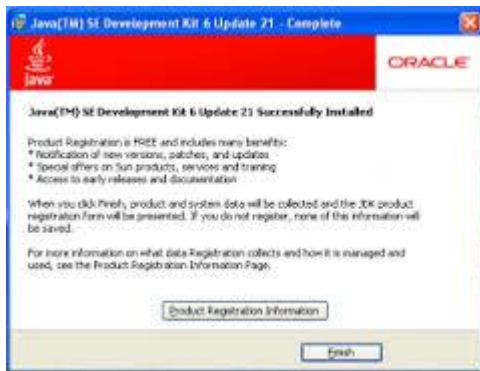 Java(TM) SE Development Kit 6 Update 21 - Complete
Java
ORACLE
Java(TM) SE Development Kit 6 Update 21 Successfully Installed
Product Registration is FREE and includes many benefits:
* Notification of new versions, patches, and updates
* Special offers on Sun products, services and training
* Access to early releases and documentation
When you click Finish, product and system data will be collected and the JDK product
registration form will be presented. If you do not register, none of this information will
be saved.
For more information on what data Registration collects and how it is managed and
used, see the Product Registration Information Page.
Product Registration Information
Finish